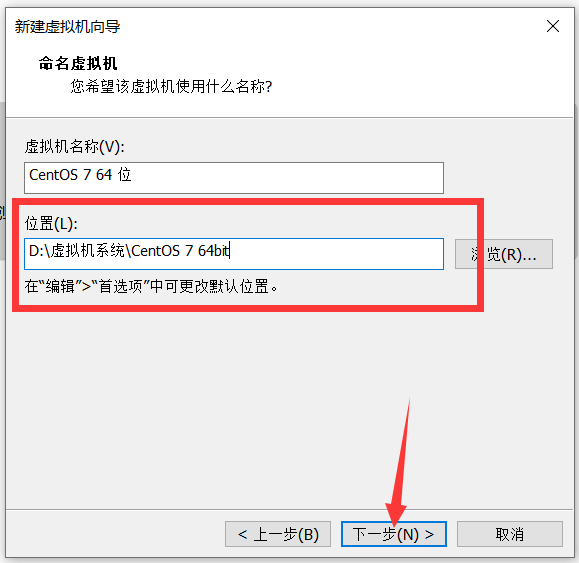 新建虚拟机向导
命名虚拟机
您希望该虚拟机使用什么名称?
虚拟机名称(V):
CentOS 7 64 位
位置(L):
D:\虚拟机系统\CentOS 7 64bit
浏览(R)...
在“编辑”>“首选项”中可更改默认位置。
< 上一步(B)
下一步(N) >
取消